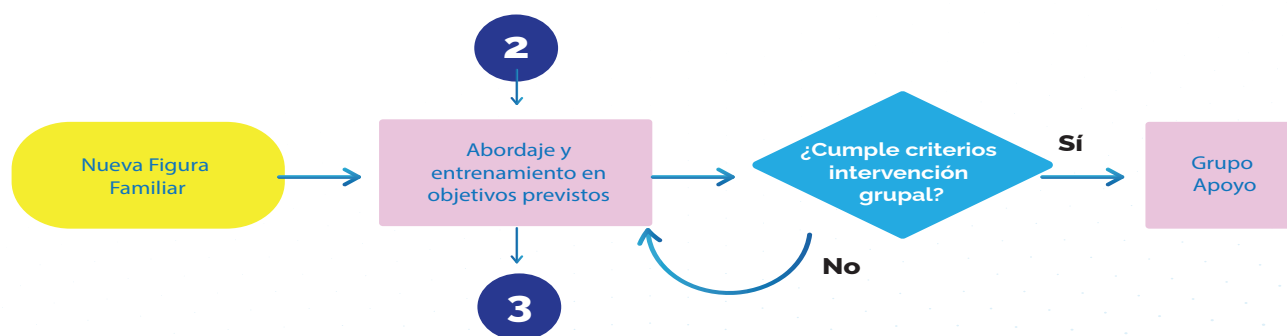 2
Nueva Figura
Familiar
Abordaje y
entrenamiento en
objetivos previstos
¿Cumple criterios
intervención
grupal?
Sí
Grupo
Apoyo
No
3